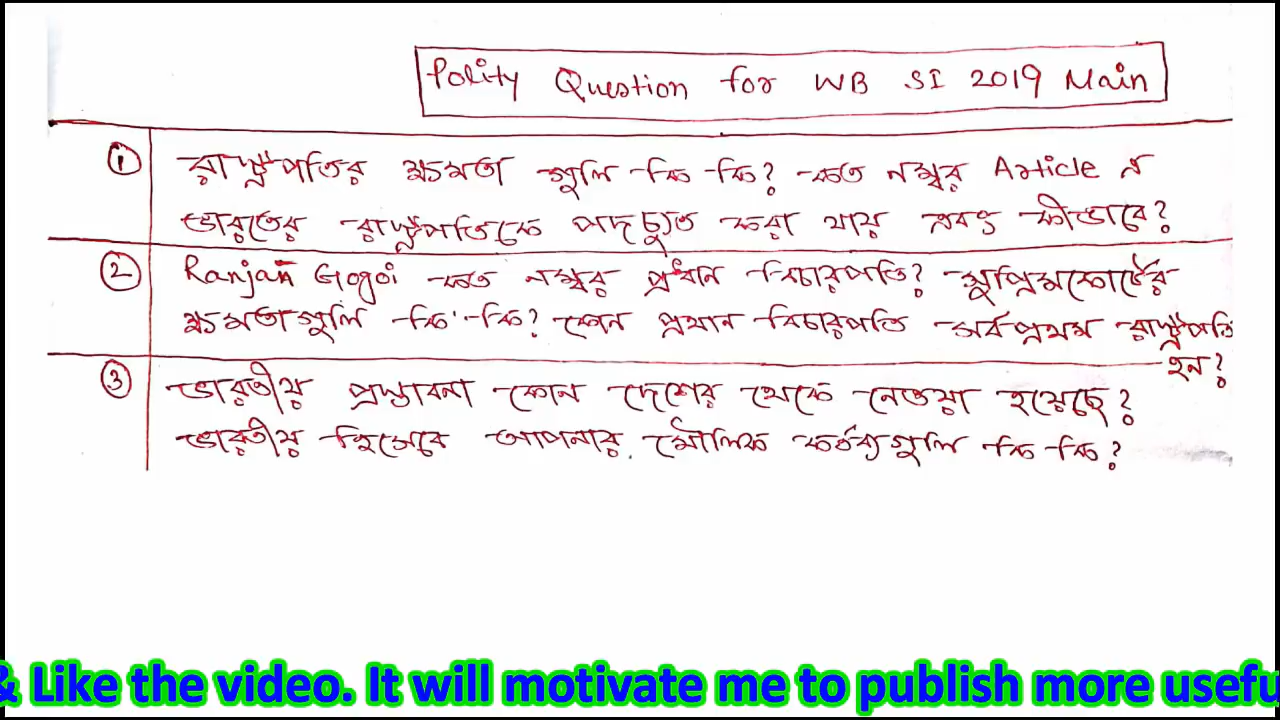 Polity Question for WB SI 2019 Main
① রাষ্ট্রপতির ক্ষমতা গুলি কি কি? কত নম্বর Article এ
ভারতের রাষ্ট্রপতিকে পদচ্যুত করা যায় এবং কীভাবে?
② Ranjan Gogoi কত নম্বর প্রধান বিচারপতি? সুপ্রিমকোর্টের
ক্ষমতাগুলি কি কি? কোন প্রধান বিচারপতি সর্বপ্রথম রাষ্ট্রপতি
হন?
③ ভারতীয় প্রস্তাবনা কোন দেশের থেকে নেওয়া হয়েছে?
ভারতীয় হিসেবে আপনার মৌলিক কর্তব্যগুলি কি কি?
& Like the video. It will motivate me to publish more usefu